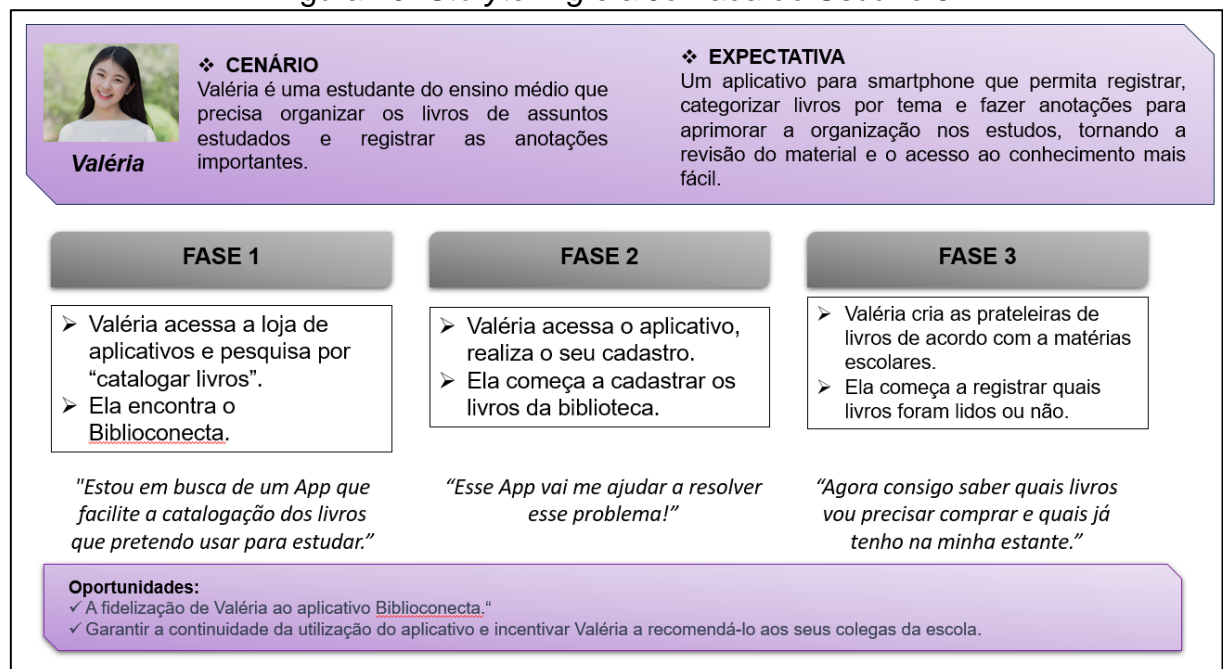 ❖ CENÁRIO
Valéria é uma estudante do ensino médio que
precisa organizar os livros de assuntos
estudados e registrar as anotações
importantes.
Valéria
❖ EXPECTATIVA
Um aplicativo para smartphone que permita registrar,
categorizar livros por tema e fazer anotações para
aprimorar a organização nos estudos, tornando a
revisão do material e o acesso ao conhecimento mais
fácil.
FASE 1
➢ Valéria acessa a loja de
aplicativos e pesquisa por
“catalogar livros”.
➢ Ela encontra o
Biblioconecta.
"Estou em busca de um App que
facilite a catalogação dos livros
que pretendo usar para estudar.”
FASE 2
➢ Valéria acessa o aplicativo,
realiza o seu cadastro.
➢ Ela começa a cadastrar os
livros da biblioteca.
“Esse App vai me ajudar a resolver
esse problema!”
FASE 3
➢ Valéria cria as prateleiras de
livros de acordo com a matérias
escolares.
➢ Ela começa a registrar quais
livros foram lidos ou não.
“Agora consigo saber quais livros
vou precisar comprar e quais já
tenho na minha estante.”
Oportunidades:
✓ A fidelização de Valéria ao aplicativo Biblioconecta.“
✓ Garantir a continuidade da utilização do aplicativo e incentivar Valéria a recomendá-lo aos seus colegas da escola.